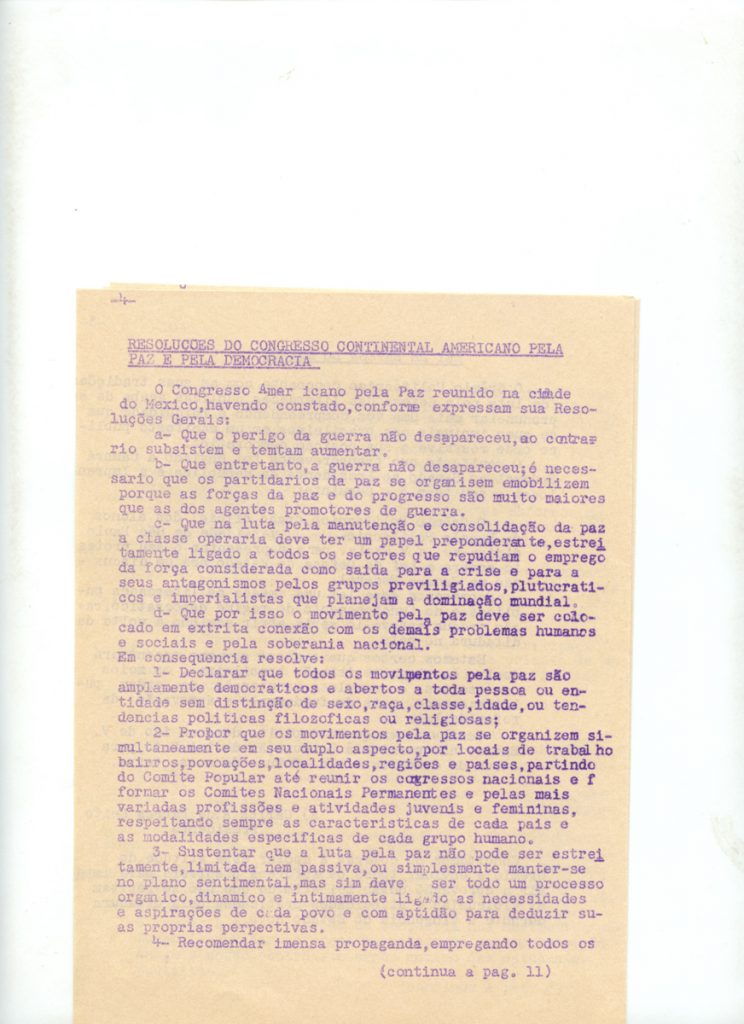 -4-
RESOLUÇOES DO CONGRESSO CONTINENTAL AMERICANO PELA
PAZ E PELA DEMOCRACIA
O Congresso Amer icano pela Paz reunido na cidade
do Mexico,havendo constado,conforme expressam sua Reso-
luções Gerais:
a- Que o perigo da guerra não desapareceu,ao contrar
rio subsistem e temtam aumentar.
b- Que entretanto,a guerra não desapareceu;é neces-
sario que os partidarios da paz se organisem emobilizem
porque as forças da paz e do progresso são muito maiores
que as dos agentes promotores de guerra.
c- Que na luta pela manutenção e consolidação da paz
a classe operaria deve ter um papel preponderante,estrei
tamente ligado a todos os setores que repudiam o emprego
da força considerada como saida para a crise e para a
seus antagonismos pelos grupos previligiados,plutucrati-
cos e imperialistas que planejam a dominação mundial.
d- Que por isso o movimento pela paz deve ser colo-
cado em extrita conexão com os demais problemas humanos
e sociais e pela soberania nacional.
Em consequencia resolve:
1- Declarar que todos os movimentos pela paz são
amplamente democraticos e abertos a toda pessoa ou en-
tidade sem distinção de sexo,raça,classe,idade,ou ten-
dencias politicas filozoficas ou religiosas;
2- Propor que os movimentos pela paz se organizem si-
multaneamente em seu duplo aspecto,por locais de trabal ho
bairros,povoações,localidades,regiões e paises,partindo
do Comite Popular até reunir os cogressos nacionais e f
formar os Comites Nacionais Permanentes e pelas mais
variadas profissões e atividades juvenis e femininas,
respeitando sempre as caracteristicas de cada pais e
as modalidades especificas de cada grupo humano.
3- Sustentar que a luta pela paz não pode ser estrei
tamente,limitada nem passiva,ou simplesmente manter-se
no plano sentimental,mas sim dave ser todo um processo
organico,dinamico e intimamente ligado as necessidades
e aspirações de cada povo e com aptidão para deduzir su-
as proprias perpectivas.
4- Recomendar imensa propaganda,empregando todos os
(continua a pag. 11)